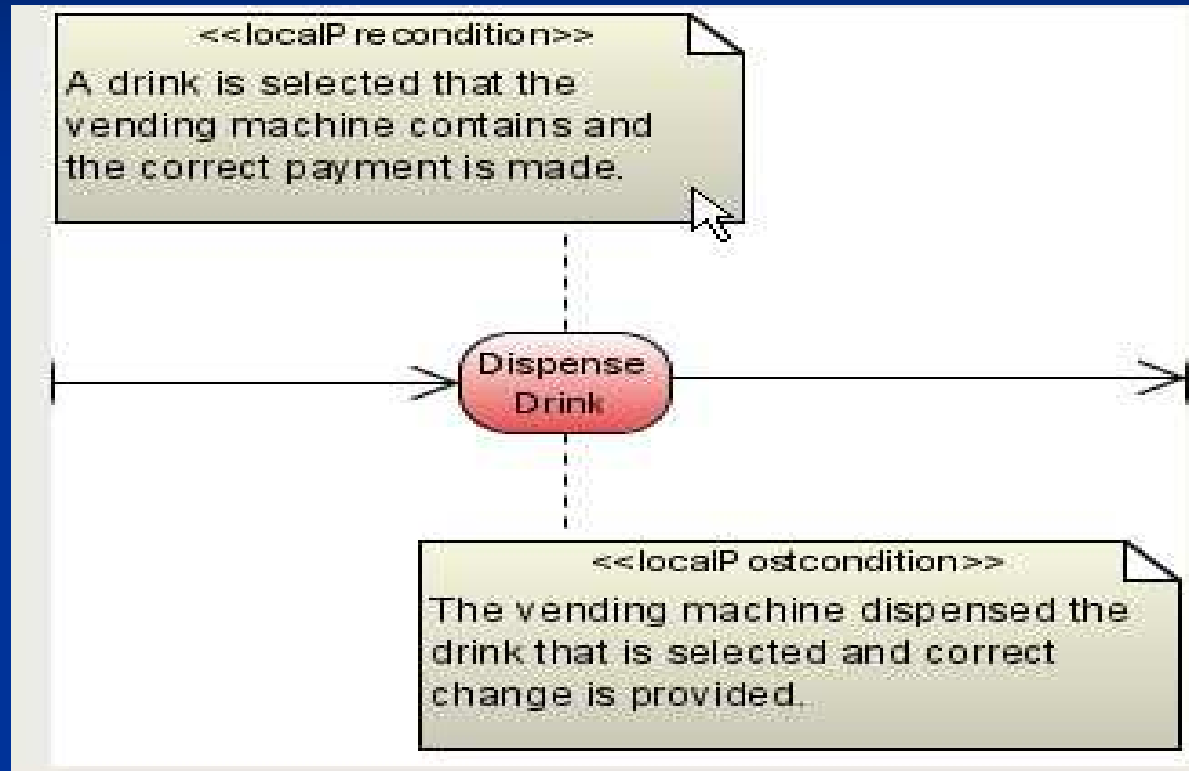 <<localPrecondition>>
A drink is selected that the
vending machine contains and
the correct payment is made.
Dispense
Drink
<<localPostcondition>>
The vending machine dispensed the
drink that is selected and correct
change is provided.